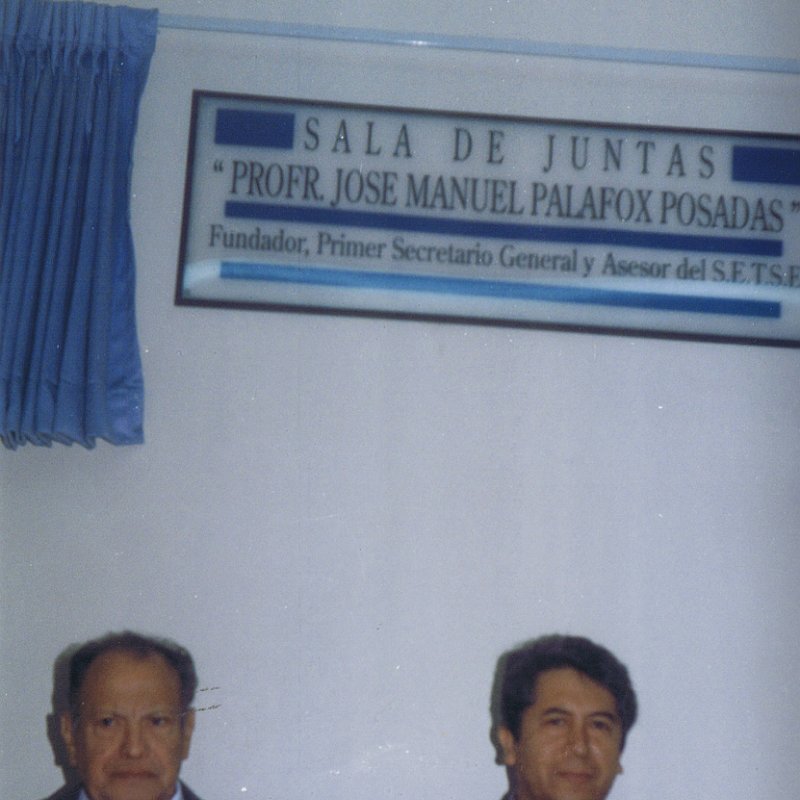 SALA DE JUNTAS
“PROFR. JOSE MANUEL PALAFOX POSADAS”
Fundador, Primer Secretario General y Asesor del S.E.T.S.E